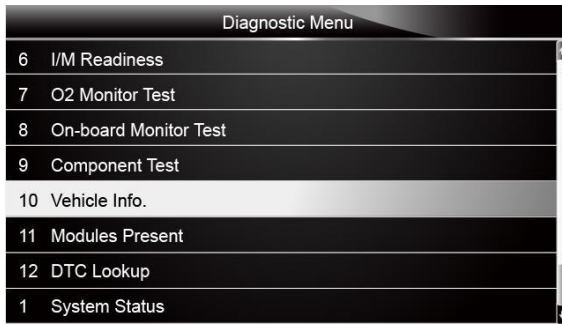 Diagnostic Menu
6 I/M Readiness
7 O2 Monitor Test
8 On-board Monitor Test
9 Component Test
10 Vehicle Info.
11 Modules Present
12 DTC Lookup
1 System Status